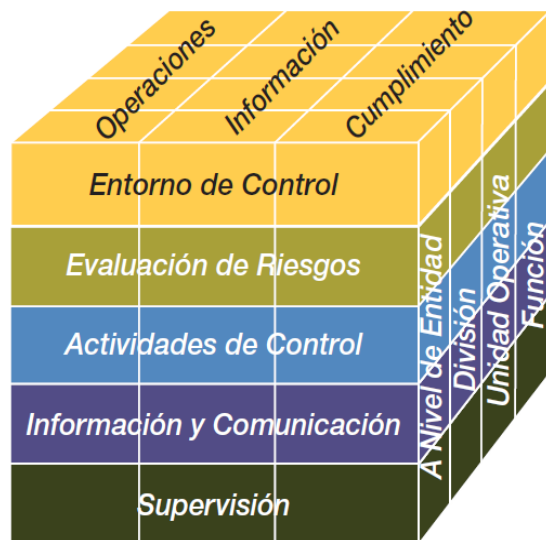 Operaciones
Información
Cumplimiento
Entorno de Control
Evaluación de Riesgos
Actividades de Control
Información y Comunicación
Supervisión
A Nivel de Entidad
División
Unidad Operativa
Función